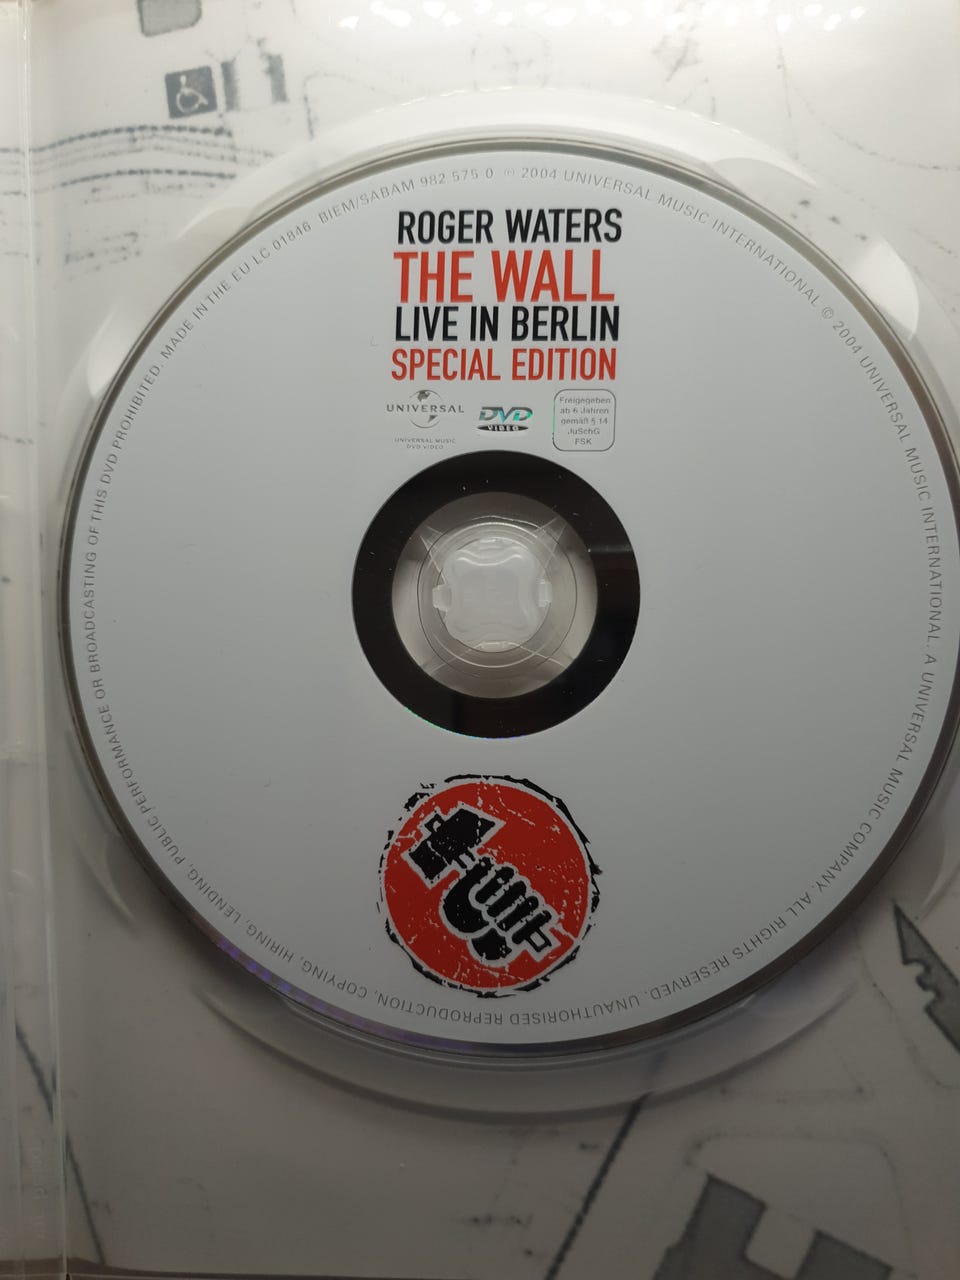 ROGER WATERS
THE WALL
LIVE IN BERLIN
SPECIAL EDITION
UNIVERSAL
UNIVERSAL MUSIC
DVD VIDEO
DVD
VIDEO
Freigegeben
ab 6 Jahren
gemäß § 14
JuSchG
FSK
MADE IN THE EU LC 01846 BIEM/SABAM 982 575 0 ℗ 2004 UNIVERSAL MUSIC INTERNATIONAL © 2004 UNIVERSAL MUSIC INTERNATIONAL. A UNIVERSAL MUSIC COMPANY. ALL RIGHTS RESERVED. UNAUTHORISED REPRODUCTION, COPYING, HIRING, LENDING, PUBLIC PERFORMANCE OR BROADCASTING OF THIS DVD PROHIBITED.